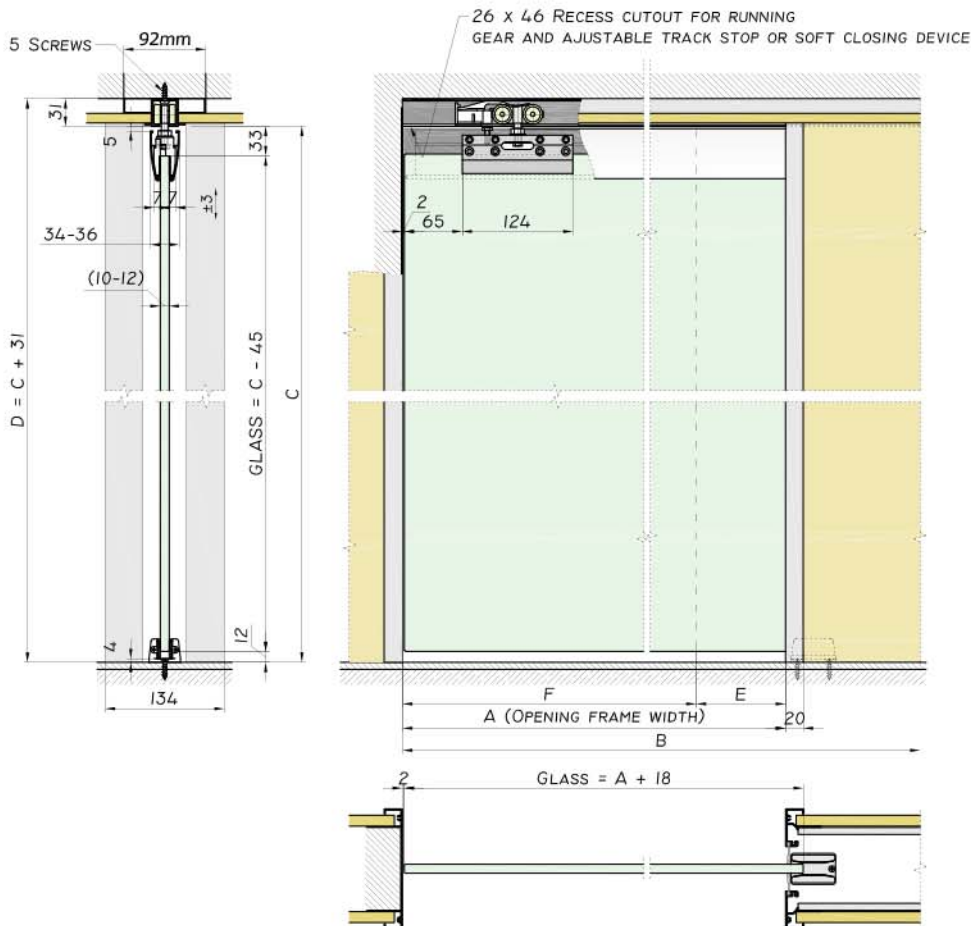 26 x 46 RECESS CUTOUT FOR RUNNING
GEAR AND AJUSTABLE TRACK STOP OR SOFT CLOSING DEVICE
5 SCREWS
92mm
31
5
33
7
7
±3
2
65
124
34-36
(10-12)
D = C + 31
GLASS = C - 45
C
4
12
134
F
E
A (OPENING FRAME WIDTH)
20
B
2
GLASS = A + 18